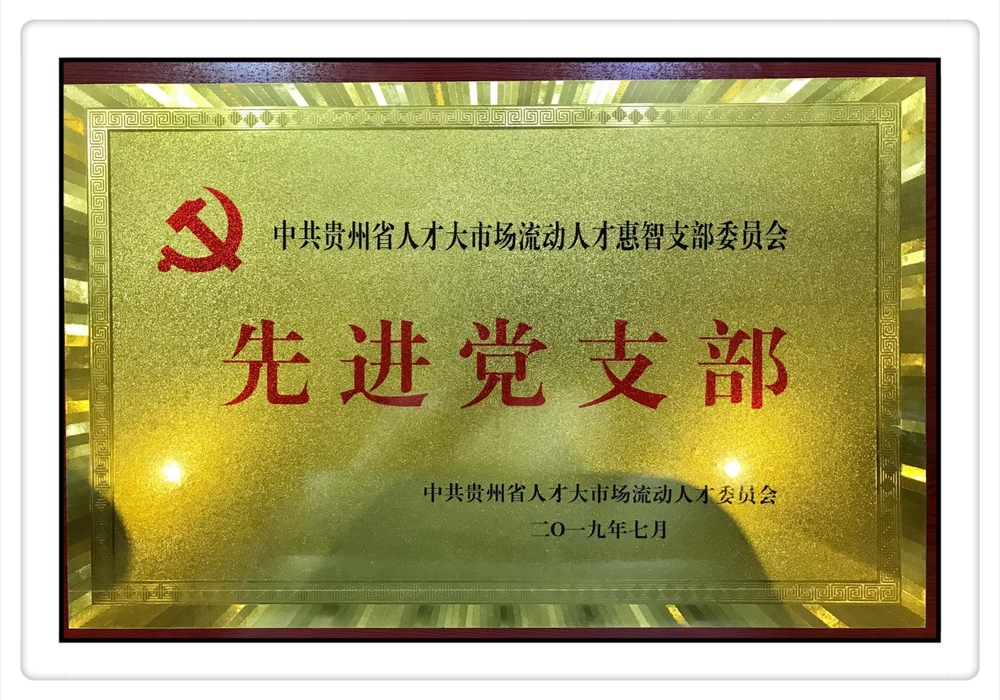 中共贵州省人才大市场流动人才惠智支部委员会
先进党支部
中共贵州省人才大市场流动人才委员会
二〇一九年七月